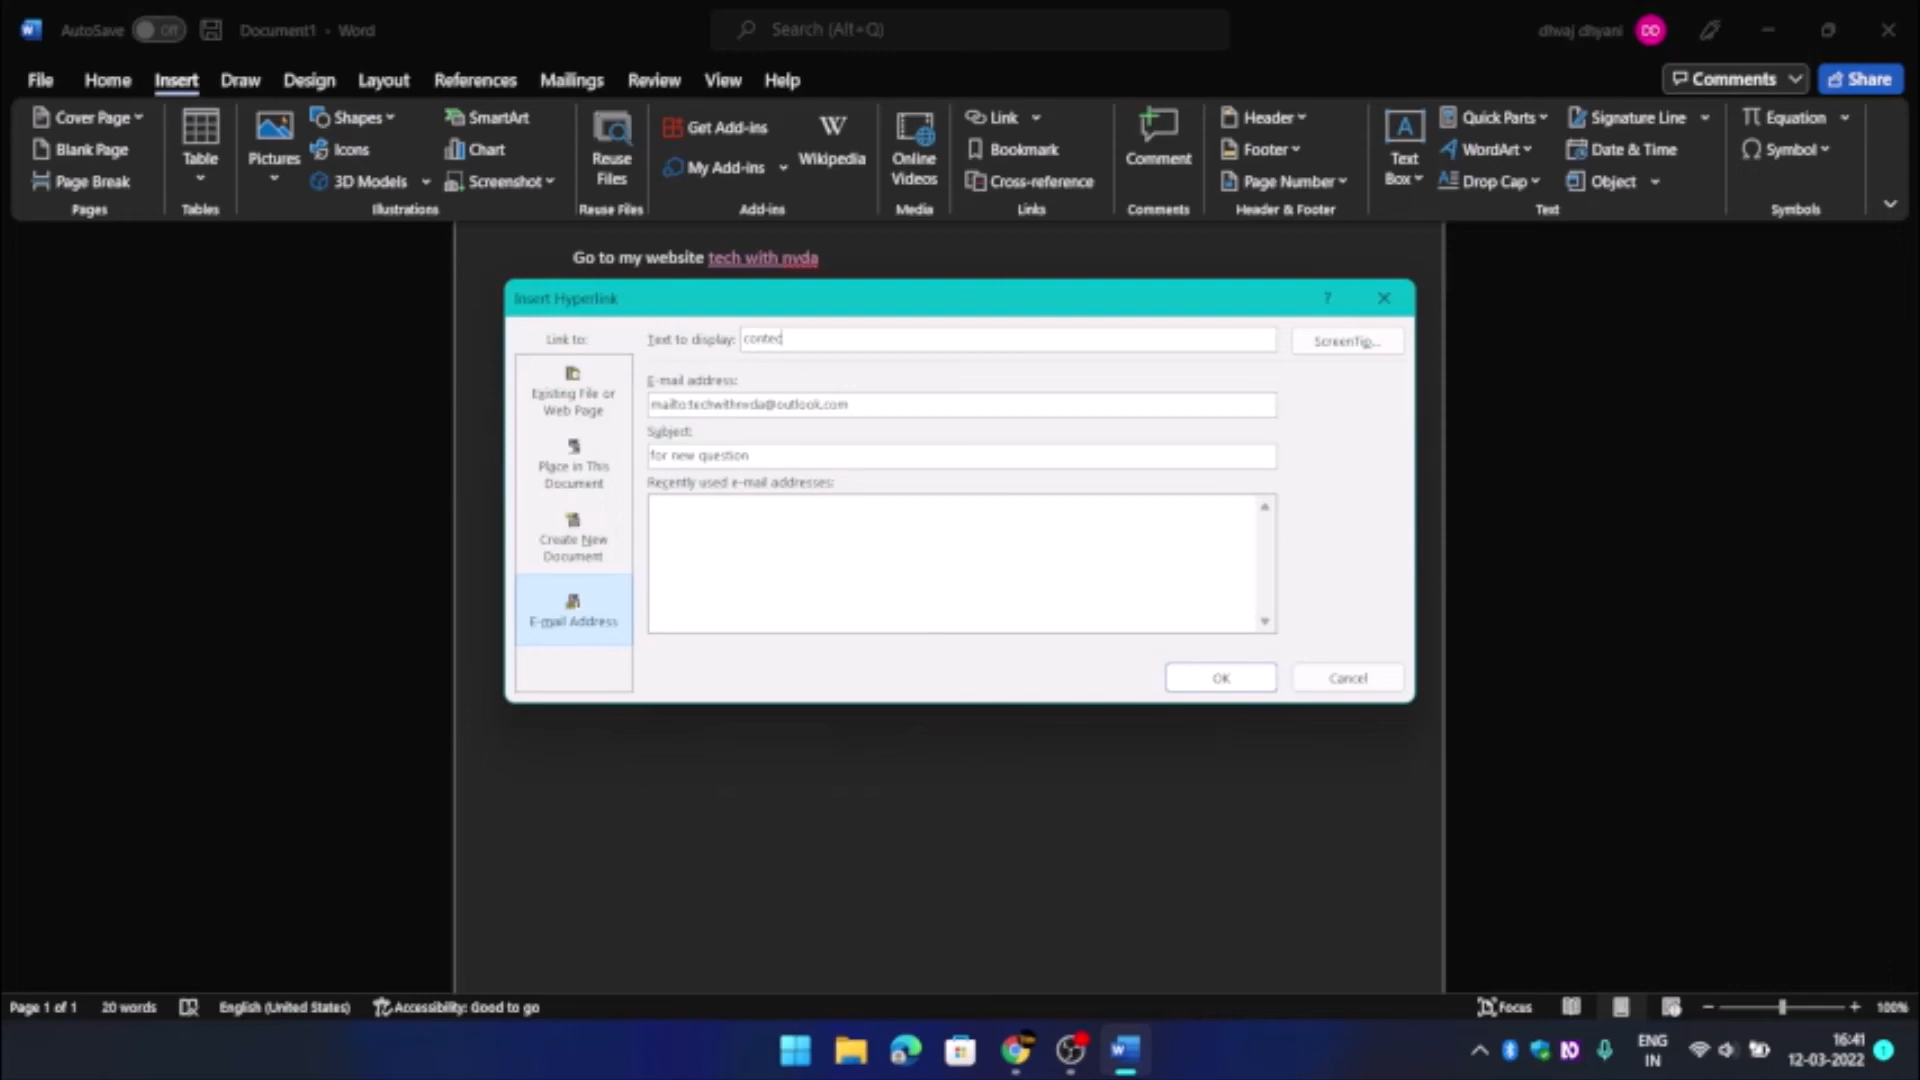 AutoSave Off Document1 - Word Search (Alt+Q) dhwaj dhyani DD
File Home Insert Draw Design Layout References Mailings Review View Help Comments Share
Cover Page
Blank Page
Page Break
Pages
Table
Tables
Pictures
Shapes
Icons
3D Models
SmartArt
Chart
Screenshot
Illustrations
Reuse
Files
Reuse Files
Get Add-ins
My Add-ins
W
Wikipedia
Add-ins
Online
Videos
Media
Link
Bookmark
Cross-reference
Links
Comment
Comments
Header
Footer
Page Number
Header & Footer
A
Text
Box
Quick Parts
WordArt
Drop Cap
Signature Line
Date & Time
Object
Text
Equation
Symbol
Symbols
Go to my website tech with nvda
Insert Hyperlink ?
Link to:
Existing File or
Web Page
Place in This
Document
Create New
Document
E-mail Address
Text to display: contec
ScreenTip...
E-mail address:
mailto:techwithnvda@outlook.com
Subject:
for new question
Recently used e-mail addresses:
OK Cancel
Page 1 of 1 20 words English (United States) Accessibility: Good to go Focus 100%
ENG
IN
16:41
12-03-2022
1